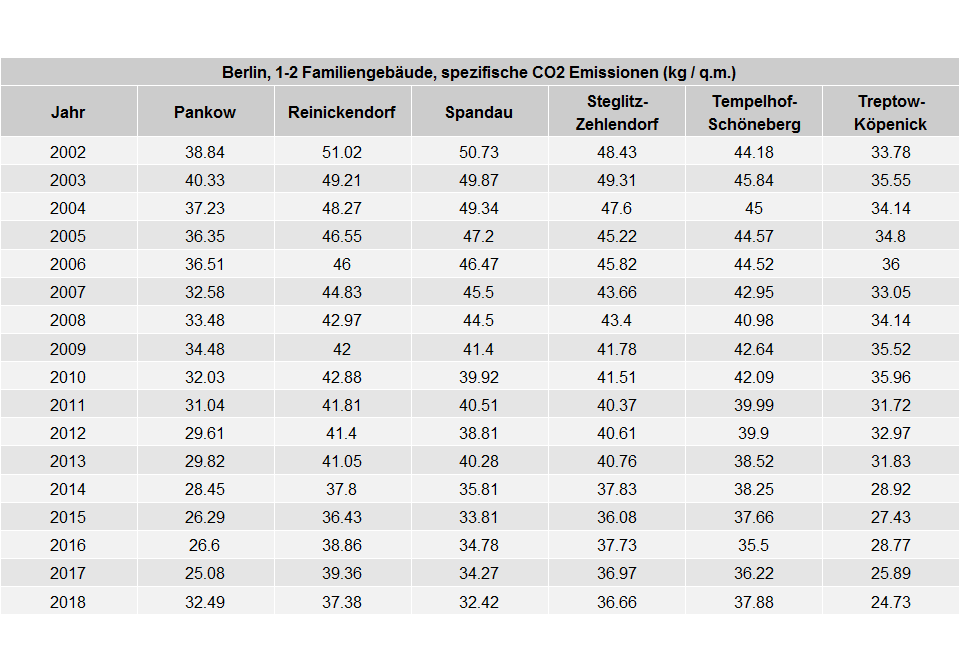 Berlin, 1-2 Familiengebäude, spezifische CO2 Emissionen (kg / q.m.)
Jahr Pankow Reinickendorf Spandau Steglitz-Zehlendorf Tempelhof-Schöneberg Treptow-Köpenick
2002 38.84 51.02 50.73 48.43 44.18 33.78
2003 40.33 49.21 49.87 49.31 45.84 35.55
2004 37.23 48.27 49.34 47.6 45 34.14
2005 36.35 46.55 47.2 45.22 44.57 34.8
2006 36.51 46 46.47 45.82 44.52 36
2007 32.58 44.83 45.5 43.66 42.95 33.05
2008 33.48 42.97 44.5 43.4 40.98 34.14
2009 34.48 42 41.4 41.78 42.64 35.52
2010 32.03 42.88 39.92 41.51 42.09 35.96
2011 31.04 41.81 40.51 40.37 39.99 31.72
2012 29.61 41.4 38.81 40.61 39.9 32.97
2013 29.82 41.05 40.28 40.76 38.52 31.83
2014 28.45 37.8 35.81 37.83 38.25 28.92
2015 26.29 36.43 33.81 36.08 37.66 27.43
2016 26.6 38.86 34.78 37.73 35.5 28.77
2017 25.08 39.36 34.27 36.97 36.22 25.89
2018 32.49 37.38 32.42 36.66 37.88 24.73